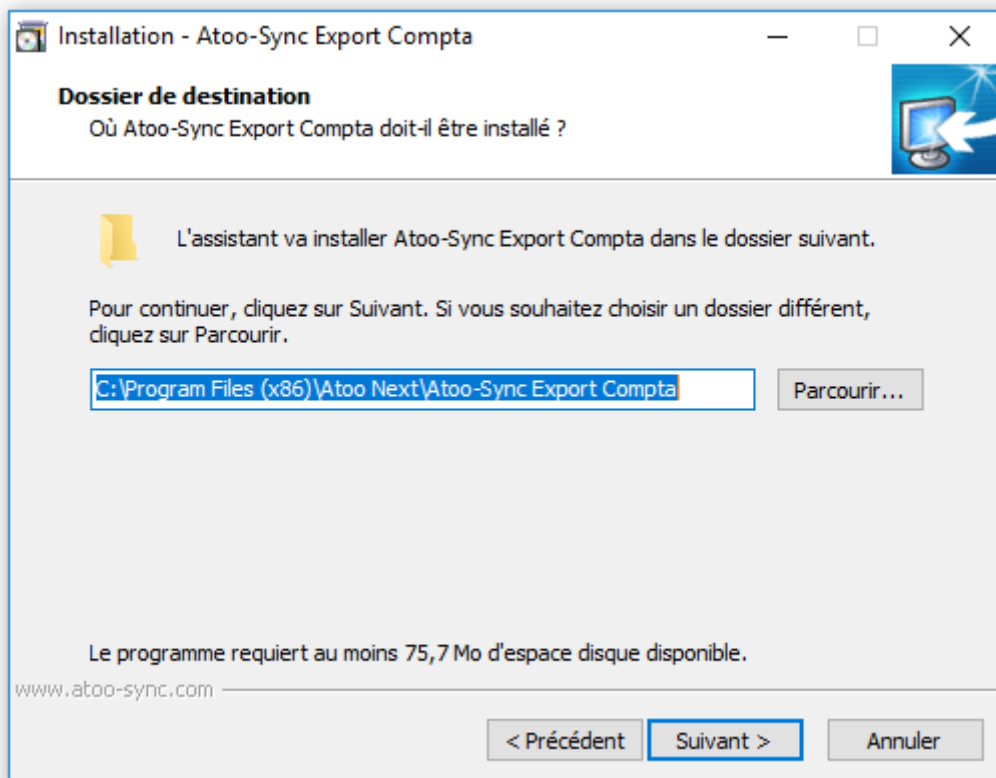 Installation - Atoo-Sync Export Compta
Dossier de destination
Où Atoo-Sync Export Compta doit-il être installé ?
L'assistant va installer Atoo-Sync Export Compta dans le dossier suivant.
Pour continuer, cliquez sur Suivant. Si vous souhaitez choisir un dossier différent,
cliquez sur Parcourir.
C:\Program Files (x86)\Atoo Next\Atoo-Sync Export Compta
Parcourir...
Le programme requiert au moins 75,7 Mo d'espace disque disponible.
www.atoo-sync.com
< Précédent
Suivant >
Annuler